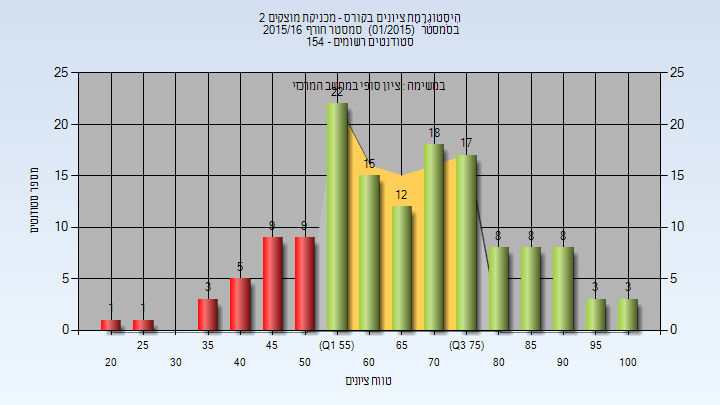 היסטוגרמת ציונים בקורס - מכניקת מוצקים 2
בסמסטר (01/2015) סמסטר חורף 2015/16
סטודנטים רשומים - 154
במשימה : ציון סופי במחשב המרכזי
25 25
20 20
15 15
10 10
5 5
0 0
מספר סטודנטים
1 1 3 5 9 9 22 15 12 18 17 8 8 8 3 3
25 35 45 (Q1 55) 65 (Q3 75) 85 95
20 30 40 50 60 70 80 90 100
טווח ציונים